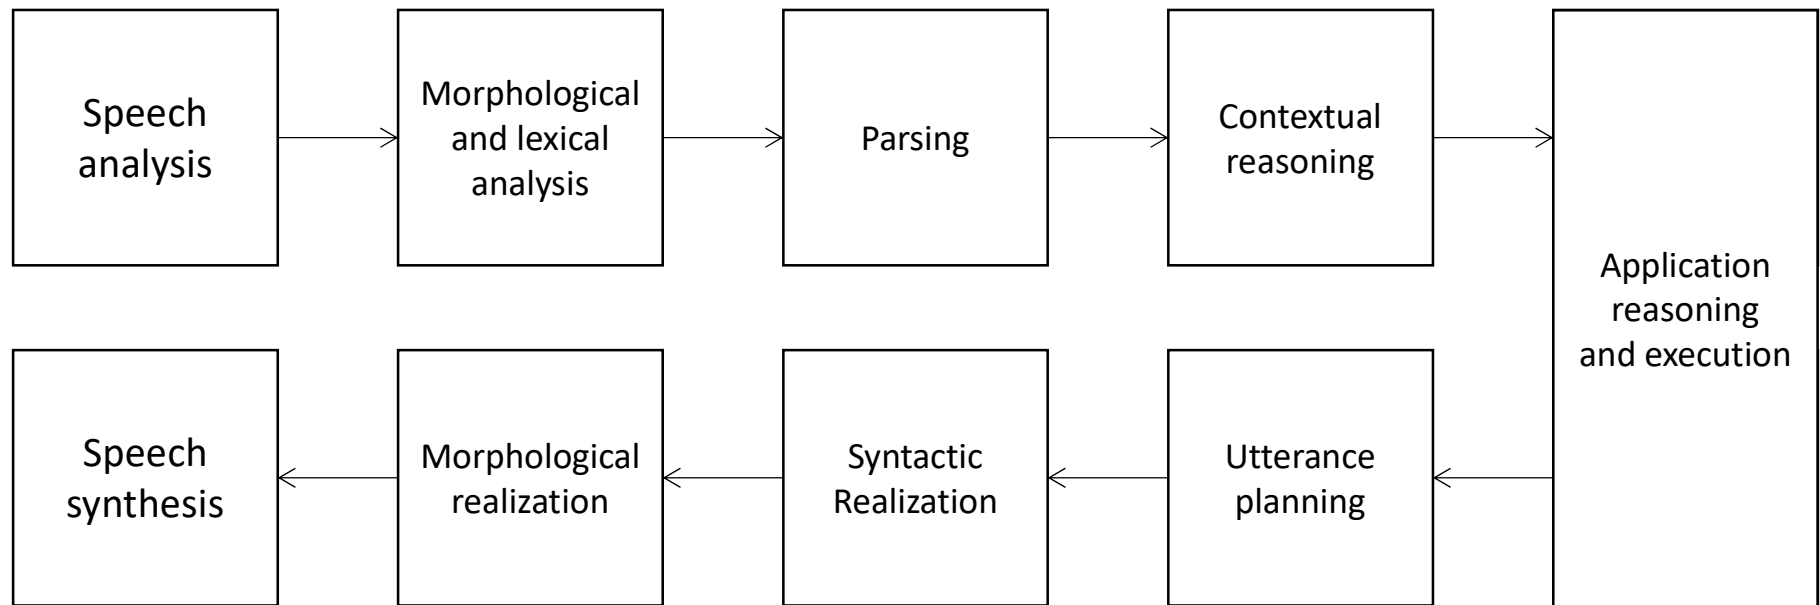 Speech
analysis
Morphological
and lexical
analysis
Parsing
Contextual
reasoning
Application
reasoning
and execution
Speech
synthesis
Morphological
realization
Syntactic
Realization
Utterance
planning